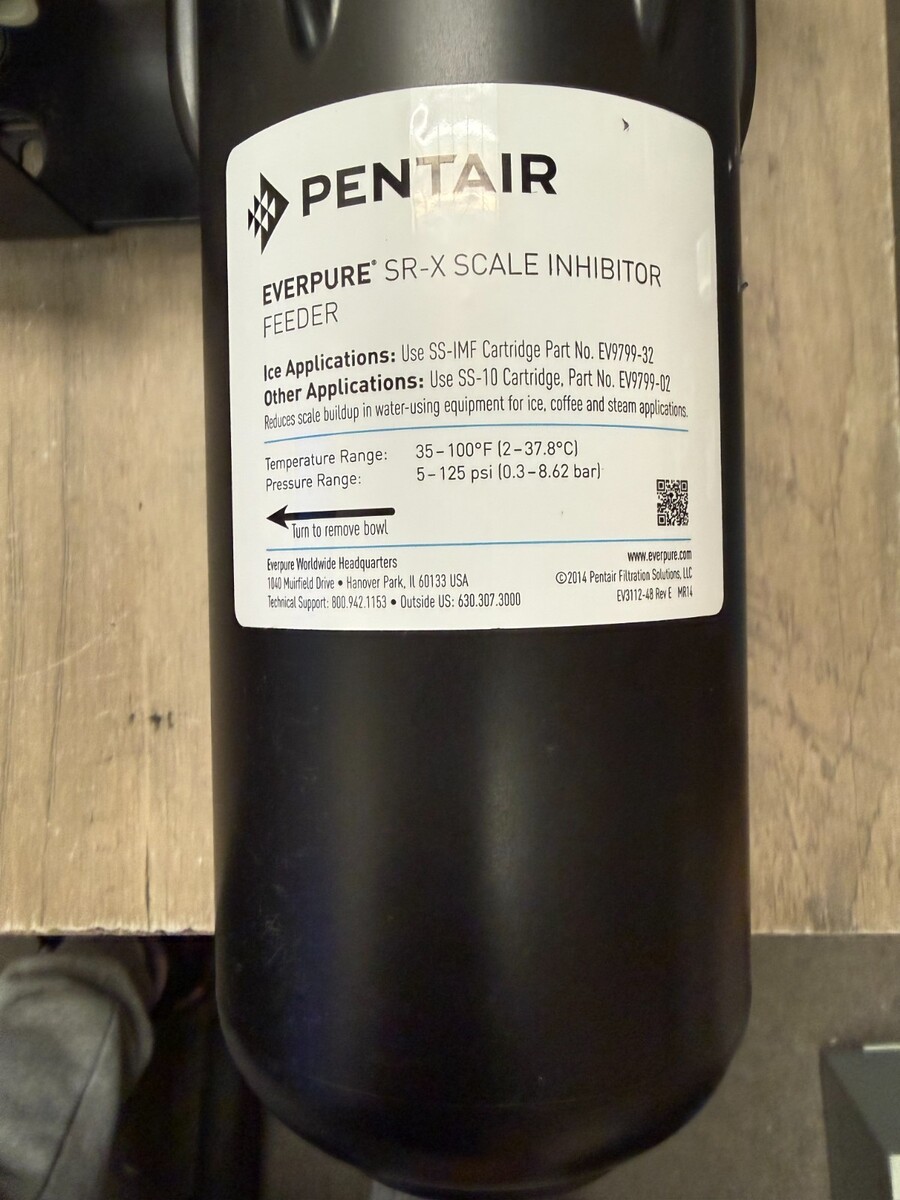 PENTAIR
EVERPURE® SR-X SCALE INHIBITOR
FEEDER
Ice Applications: Use SS-IMF Cartridge Part No. EV9799-32
Other Applications: Use SS-10 Cartridge, Part No. EV9799-02
Reduces scale buildup in water-using equipment for ice, coffee and steam applications.
Temperature Range: 35–100°F (2–37.8°C)
Pressure Range: 5–125 psi (0.3–8.62 bar)
Turn to remove bowl
Everpure Worldwide Headquarters
1040 Muirfield Drive • Hanover Park, Il 60133 USA
Technical Support: 800.942.1153 • Outside US: 630.307.3000
www.everpure.com
©2014 Pentair Filtration Solutions, LLC
EV3112-48 Rev E MR14